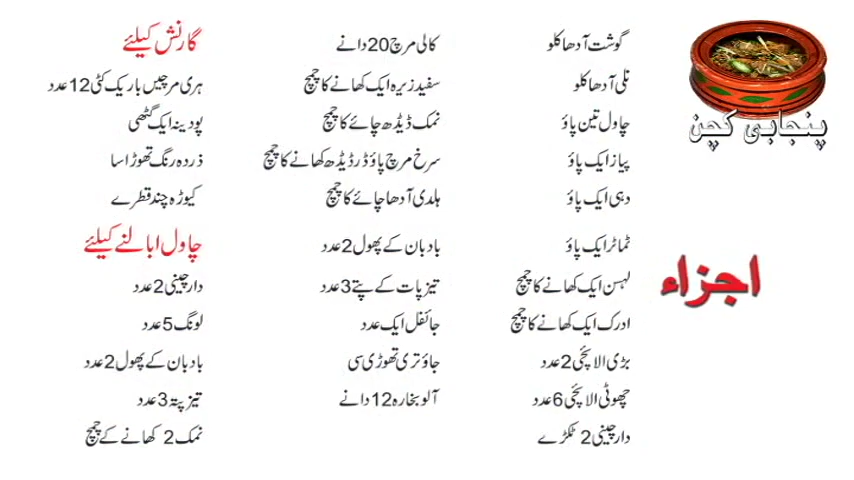 پنجابی کچن
اجزاء
گوشت آدھا کلو
نلی آدھا کلو
چاول تین پاؤ
پیاز ایک پاؤ
دہی ایک پاؤ
ٹماٹر ایک پاؤ
لہسن ایک کھانے کا چمچ
ادرک ایک کھانے کا چمچ
بڑی الائچی 2 عدد
چھوٹی الائچی 6 عدد
دار چینی 2 ٹکڑے
کالی مرچ 20 دانے
سفید زیرہ ایک کھانے کا چمچ
نمک ڈیڑھ چائے کا چمچ
سرخ مرچ پاؤڈر ڈیڑھ کھانے کا چمچ
ہلدی آدھا چائے کا چمچ
بادبان کے پھول 2 عدد
تیز پات کے پتے 3 عدد
جائفل ایک عدد
جاؤتری تھوڑی سی
آلو بخارہ 12 دانے
گارنش کیلئے
ہری مرچیں باریک کٹی 12 عدد
پودینہ ایک گٹھی
زردہ رنگ تھوڑا سا
کیوڑہ چند قطرے
چاول ابالنے کیلئے
دار چینی 2 عدد
لونگ 5 عدد
بادبان کے پھول 2 عدد
تیز پتہ 3 عدد
نمک 2 کھانے کے چمچ